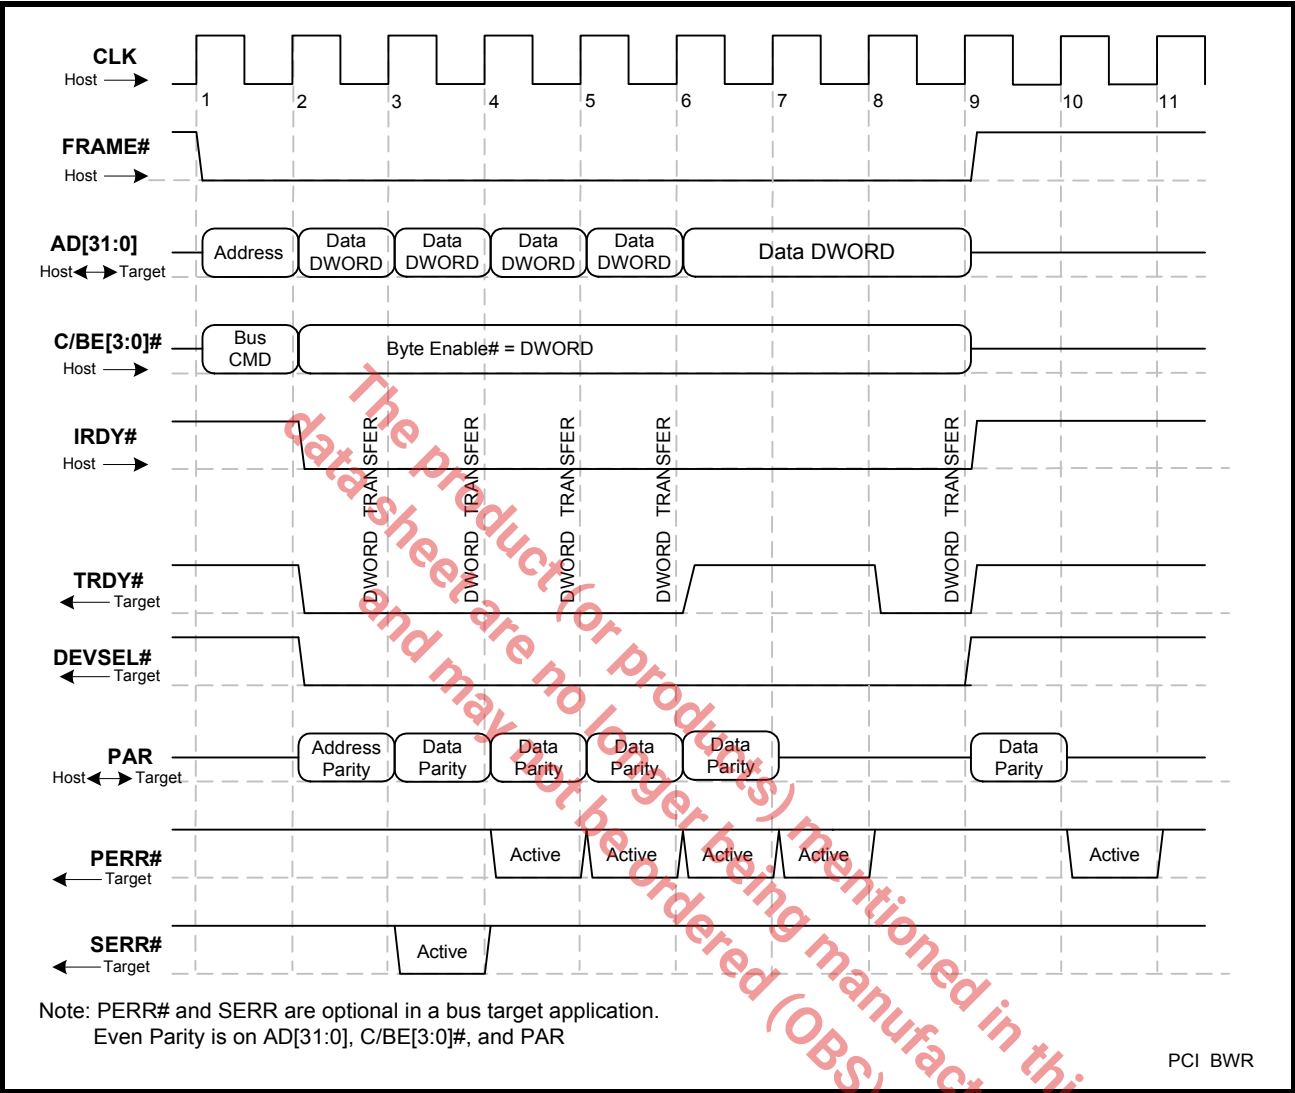 CLK
Host
1 2 3 4 5 6 7 8 9 10 11
FRAME#
Host
AD[31:0]
Host Target
Address
Data DWORD
Data DWORD
Data DWORD
Data DWORD
Data DWORD
C/BE[3:0]#
Host
Bus CMD
Byte Enable# = DWORD
IRDY#
Host
DWORD TRANSFER
DWORD TRANSFER
DWORD TRANSFER
DWORD TRANSFER
DWORD TRANSFER
TRDY#
Target
DEVSEL#
Target
PAR
Host Target
Address Parity
Data Parity
Data Parity
Data Parity
Data Parity
Data Parity
PERR#
Target
Active
Active
Active
Active
Active
SERR#
Target
Active
Note: PERR# and SERR are optional in a bus target application.
Even Parity is on AD[31:0], C/BE[3:0]#, and PAR
PCI BWR
The product (or products) mentioned in thi
data sheet are no longer being manufact
and may not be ordered (OBS)